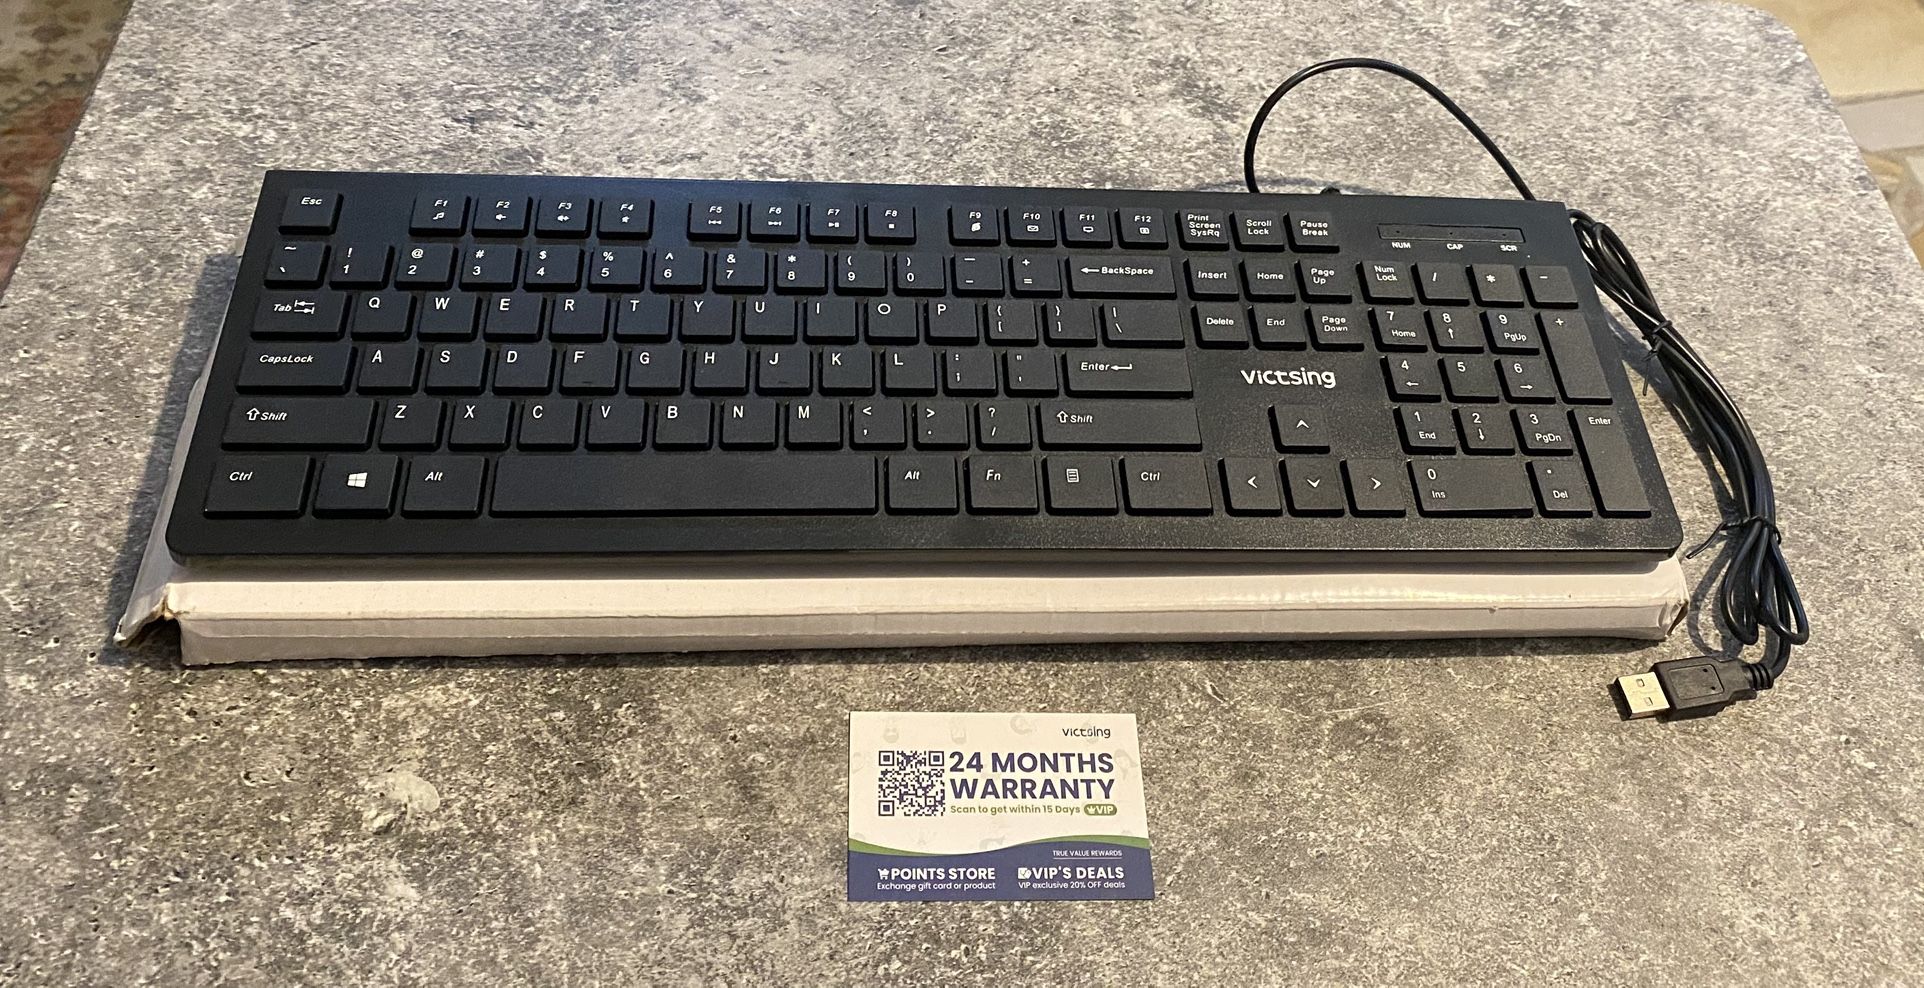 Esc F1 F2 F3 F4 F5 F6 F7 F8 F9 F10 F11 F12 Print Screen SysRq Scroll Lock Pause Break
NUM CAP SCR
~ ` ! 1 @ 2 # 3 $ 4 % 5 ^ 6 & 7 * 8 ( 9 ) 0 — - + = BackSpace Insert Home Page Up Num Lock / * -
Tab Q W E R T Y U I O P { [ } ] | \ Delete End Page Down 7 Home 8 ↑ 9 PgUp +
CapsLock A S D F G H J K L : ; " ' Enter victsing 4 ← 5 6 →
Shift Z X C V B N M < , > . ? / Shift 1 End 2 ↓ 3 PgDn Enter
Ctrl Alt Alt Fn Ctrl 0 Ins . Del
victsing
24 MONTHS
WARRANTY
Scan to get within 15 Days VIP
TRUE VALUE REWARDS
POINTS STORE VIP'S DEALS
Exchange gift card or product VIP exclusive 20% OFF deals